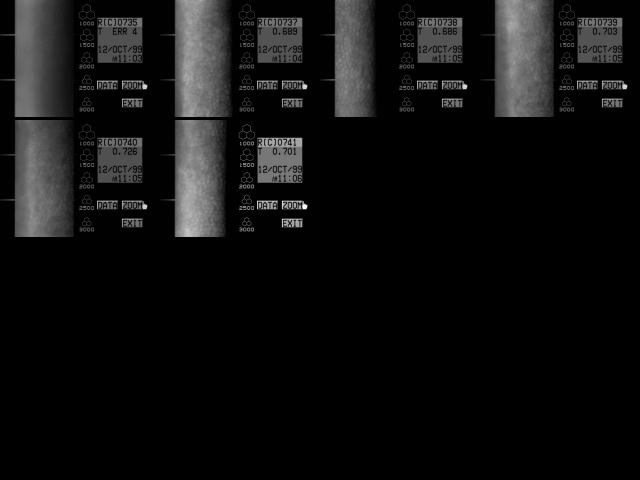 1000
1500
2000
2500
3000
R(C)0735
T ERR 4
12/OCT/99
11:03
DATA ZOOM
EXIT
1000
1500
2000
2500
3000
R(C)0737
T 0.689
12/OCT/99
11:04
DATA ZOOM
EXIT
1000
1500
2000
2500
3000
R(C)0738
T 0.686
12/OCT/99
11:05
DATA ZOOM
EXIT
1000
1500
2000
2500
3000
R(C)0739
T 0.703
12/OCT/99
11:05
DATA ZOOM
EXIT
1000
1500
2000
2500
3000
R(C)0740
T 0.726
12/OCT/99
11:05
DATA ZOOM
EXIT
1000
1500
2000
2500
3000
R(C)0741
T 0.701
12/OCT/99
11:06
DATA ZOOM
EXIT